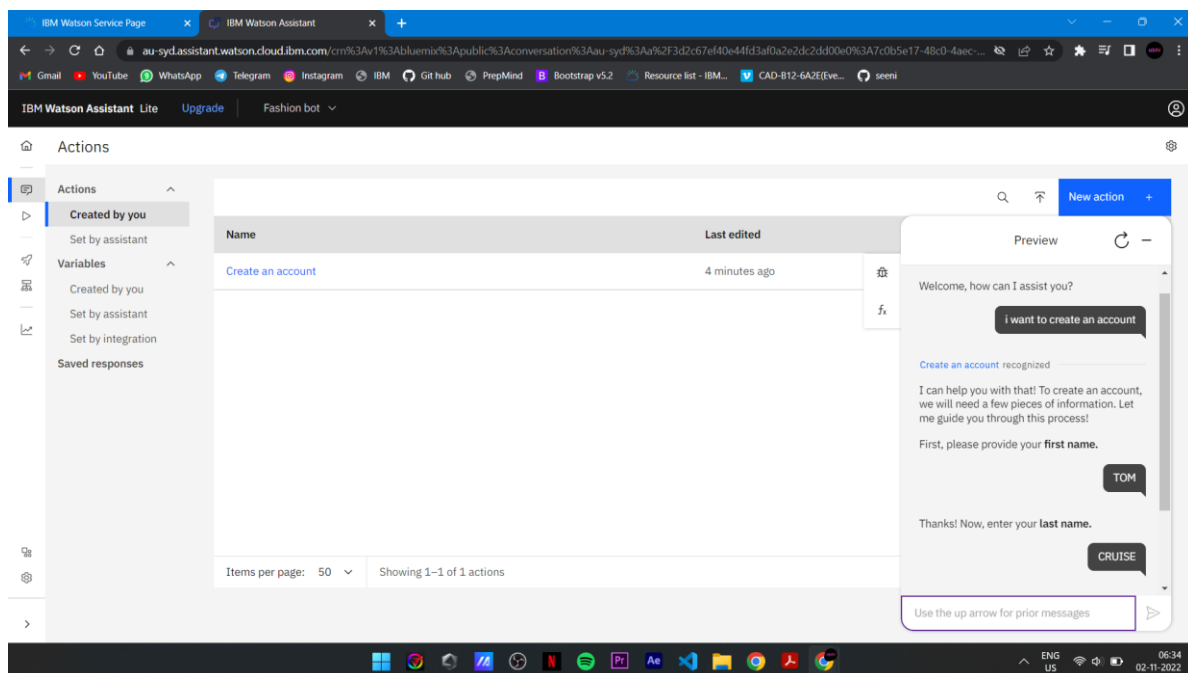 IBM Watson Service Page
IBM Watson Assistant
au-syd.assistant.watson.cloud.ibm.com/crn%3Av1%3Abluemix%3Apublic%3Aconversation%3Aau-syd%3Aa%2F3d2c67ef40e44fd3af0a2e2dc2dd00e0%3A7c0b5e17-48c0-4aec-...
Gmail YouTube WhatsApp Telegram Instagram IBM Git hub PrepMind Bootstrap v5.2 Resource list - IBM... CAD-B12-6A2E(Eve... seeni
IBM Watson Assistant Lite Upgrade Fashion bot
Actions
Actions
Created by you
Set by assistant
Variables
Created by you
Set by assistant
Set by integration
Saved responses
New action +
Name Last edited
Create an account 4 minutes ago
Items per page: 50 Showing 1–1 of 1 actions
Preview
Welcome, how can I assist you?
i want to create an account
Create an account recognized
I can help you with that! To create an account,
we will need a few pieces of information. Let
me guide you through this process!
First, please provide your first name.
TOM
Thanks! Now, enter your last name.
CRUISE
Use the up arrow for prior messages
ENG
US
06:34
02-11-2022